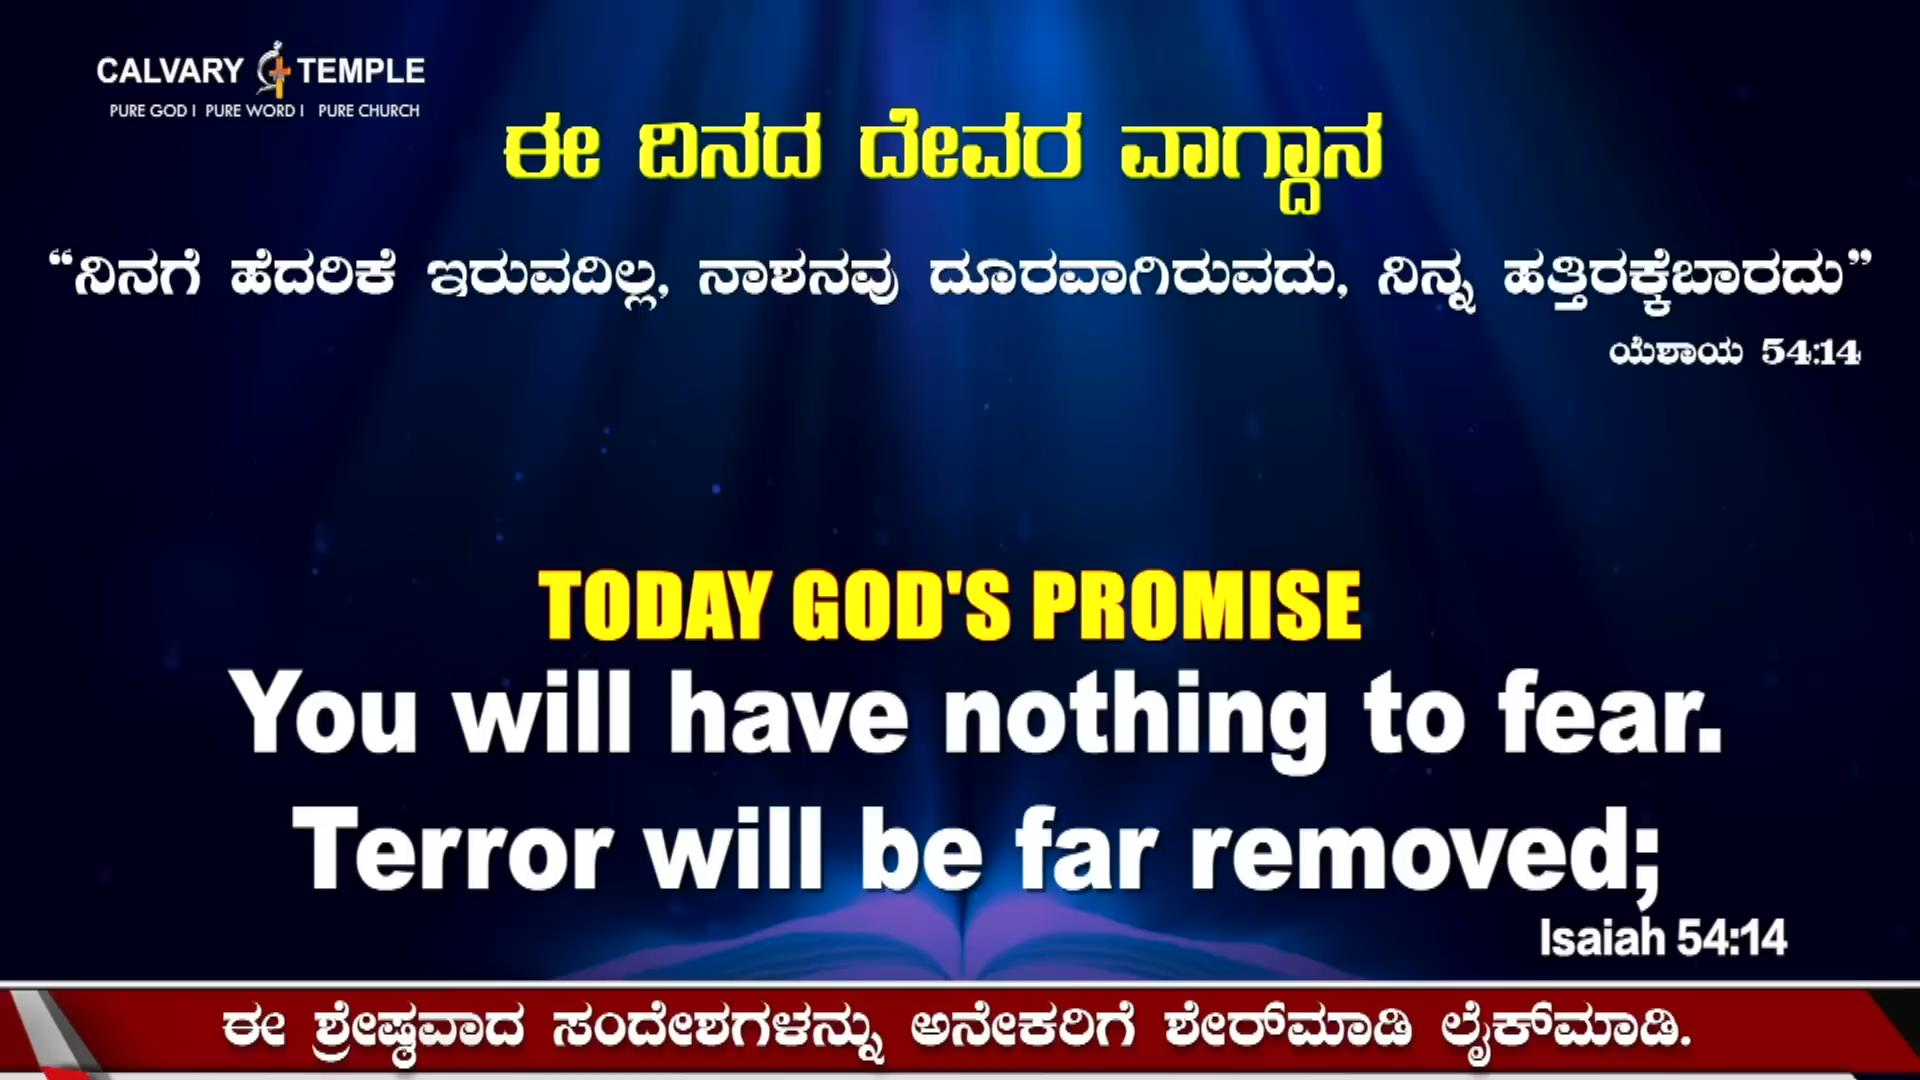 CALVARY TEMPLE
PURE GOD I PURE WORD I PURE CHURCH
ಈ ದಿನದ ದೇವರ ವಾಗ್ದಾನ
“ನಿನಗೆ ಹೆದರಿಕೆ ಇರುವದಿಲ್ಲ, ನಾಶನವು ದೂರವಾಗಿರುವದು, ನಿನ್ನ ಹತ್ತಿರಕ್ಕೆಬಾರದು”
ಯೆಶಾಯ 54:14
TODAY GOD'S PROMISE
You will have nothing to fear.
Terror will be far removed;
Isaiah 54:14
ಈ ಶ್ರೇಷ್ಠವಾದ ಸಂದೇಶಗಳನ್ನು ಅನೇಕರಿಗೆ ಶೇರ್‌ಮಾಡಿ ಲೈಕ್‌ಮಾಡಿ.